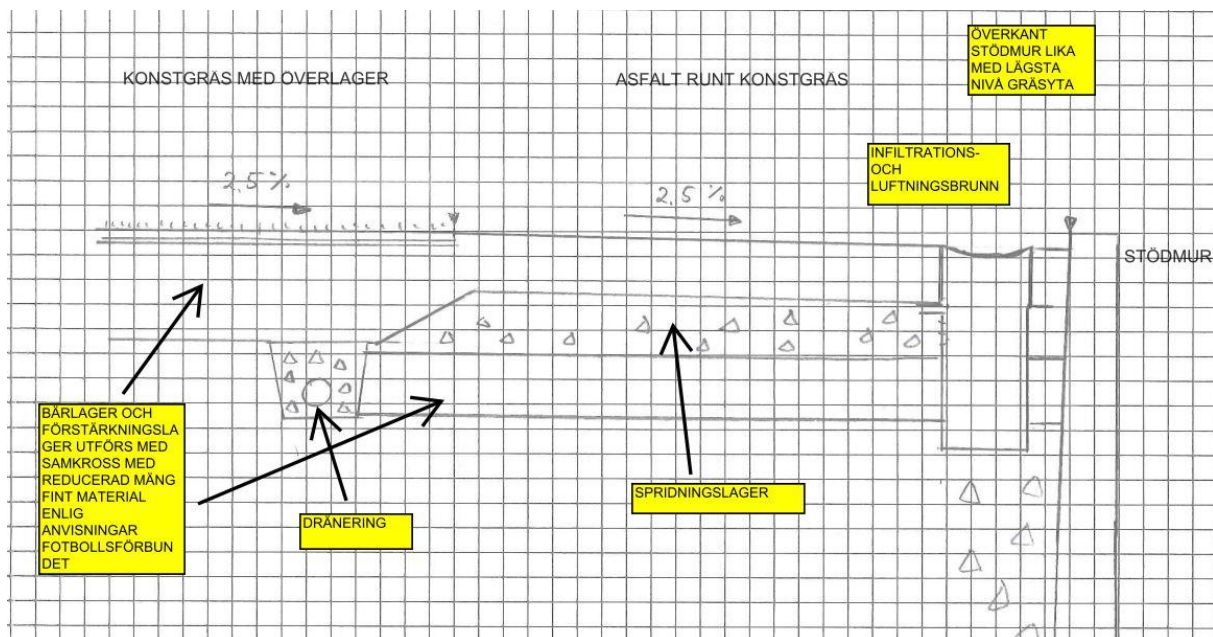 KONSTGRÄS MED ÖVERLAGER
ASFALT RUNT KONSTGRÄS
ÖVERKANT
STÖDMUR LIKA
MED LÄGSTA
NIVÅ GRÄSYTA
INFILTRATIONS-
OCH
LUFTNINGSBRUNN
2,5 %
2,5 %
STÖDMUR
BÄRLAGER OCH
FÖRSTÄRKNINGSLA
GER UTFÖRS MED
SAMKROSS MED
REDUCERAD MÄNG
FINT MATERIAL
ENLIG
ANVISNINGAR
FOTBOLLSFÖRBUN
DET
DRÄNERING
SPRIDNINGSLAGER